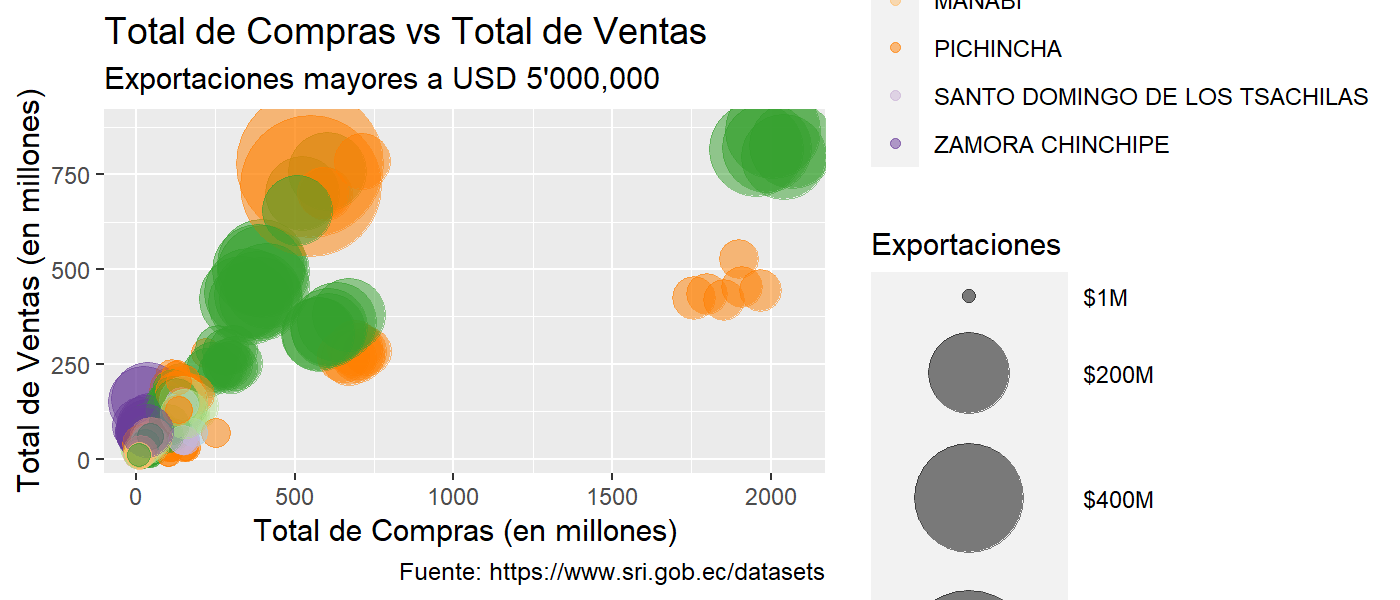 Total de Compras vs Total de Ventas
Exportaciones mayores a USD 5'000,000
Total de Ventas (en millones)
750
500
250
0
0
500
1000
1500
2000
Total de Compras (en millones)
Fuente: https://www.sri.gob.ec/datasets
MANABI
PICHINCHA
SANTO DOMINGO DE LOS TSACHILAS
ZAMORA CHINCHIPE
Exportaciones
$1M
$200M
$400M